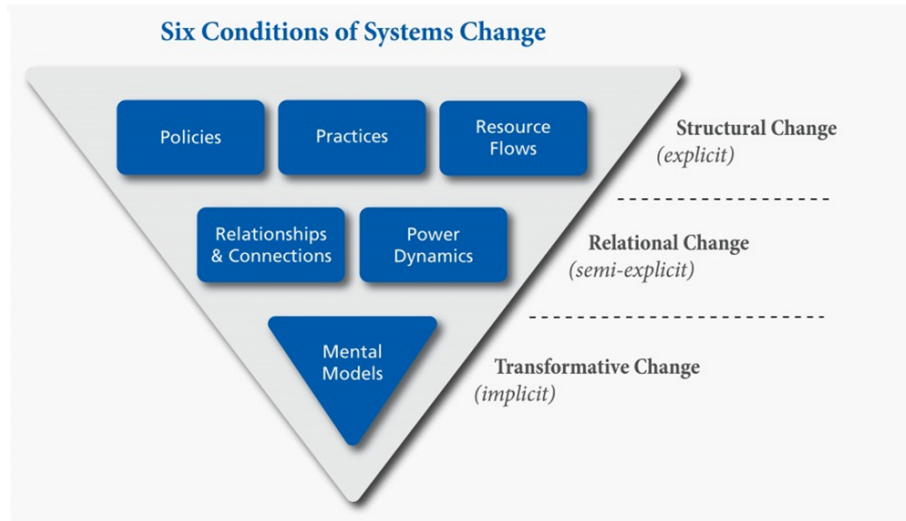 Six Conditions of Systems Change
Policies
Practices
Resource
Flows
Structural Change
(explicit)
Relationships
& Connections
Power
Dynamics
Relational Change
(semi-explicit)
Mental
Models
Transformative Change
(implicit)